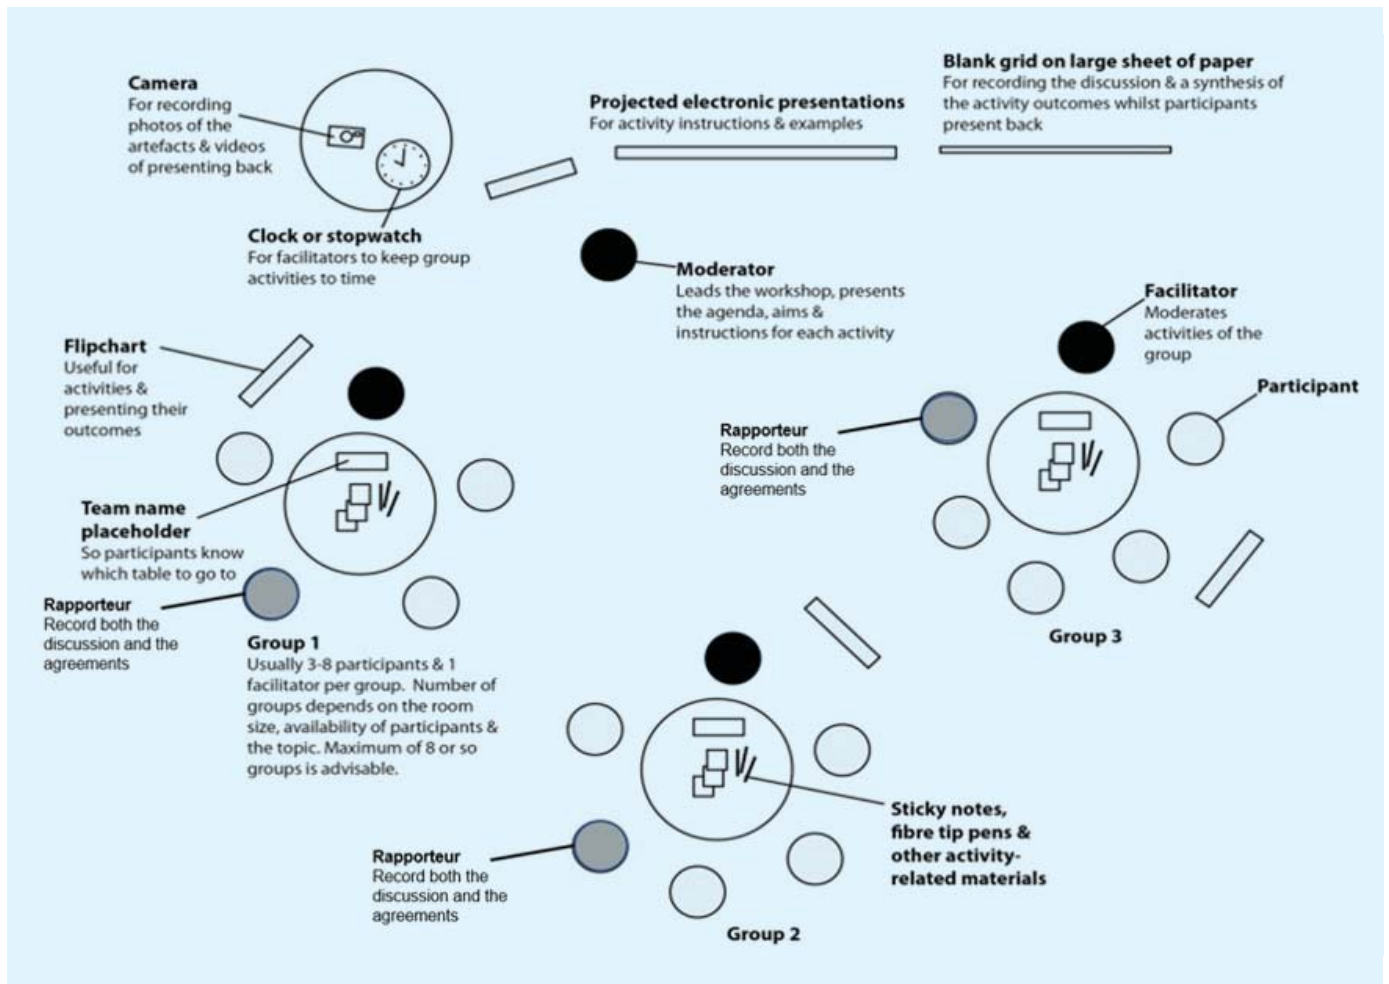 Camera
For recording
photos of the
artefacts & videos
of presenting back
Clock or stopwatch
For facilitators to keep group
activities to time
Projected electronic presentations
For activity instructions & examples
Blank grid on large sheet of paper
For recording the discussion & a synthesis of
the activity outcomes whilst participants
present back
Moderator
Leads the workshop, presents
the agenda, aims &
instructions for each activity
Facilitator
Moderates
activities of the
group
Participant
Flipchart
Useful for
activities &
presenting their
outcomes
Rapporteur
Record both the
discussion and the
agreements
Team name
placeholder
So participants know
which table to go to
Rapporteur
Record both the
discussion and the
agreements
Group 1
Usually 3-8 participants & 1
facilitator per group. Number of
groups depends on the room
size, availability of participants &
the topic. Maximum of 8 or so
groups is advisable.
Group 3
Sticky notes,
fibre tip pens &
other activity-
related materials
Rapporteur
Record both the
discussion and the
agreements
Group 2